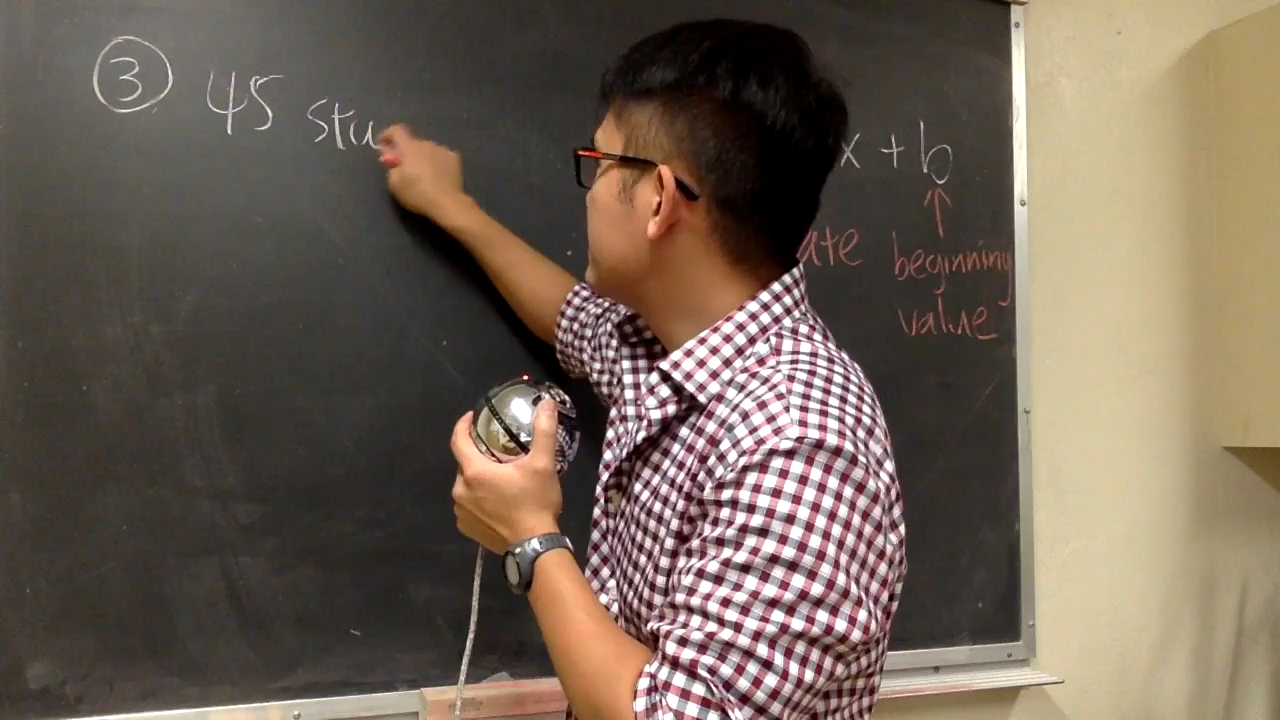 3 45 stu
x + b
ate beginning
value